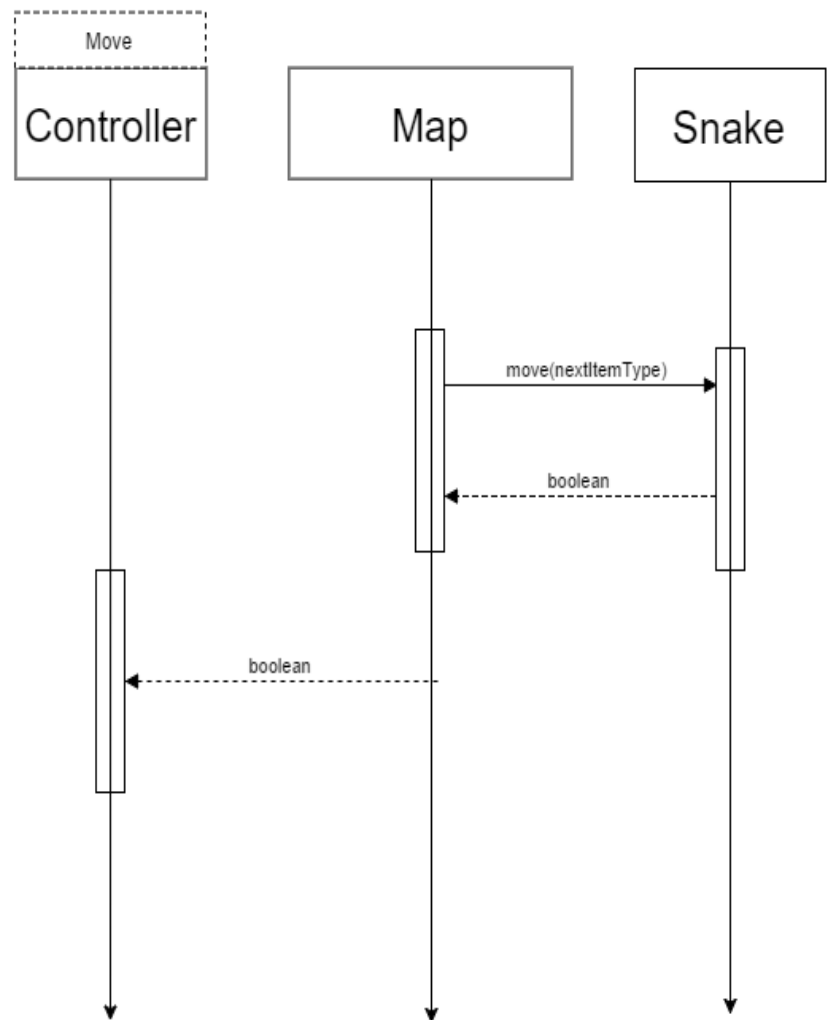 Move
Controller
Map
Snake
move(nextItemType)
boolean
boolean